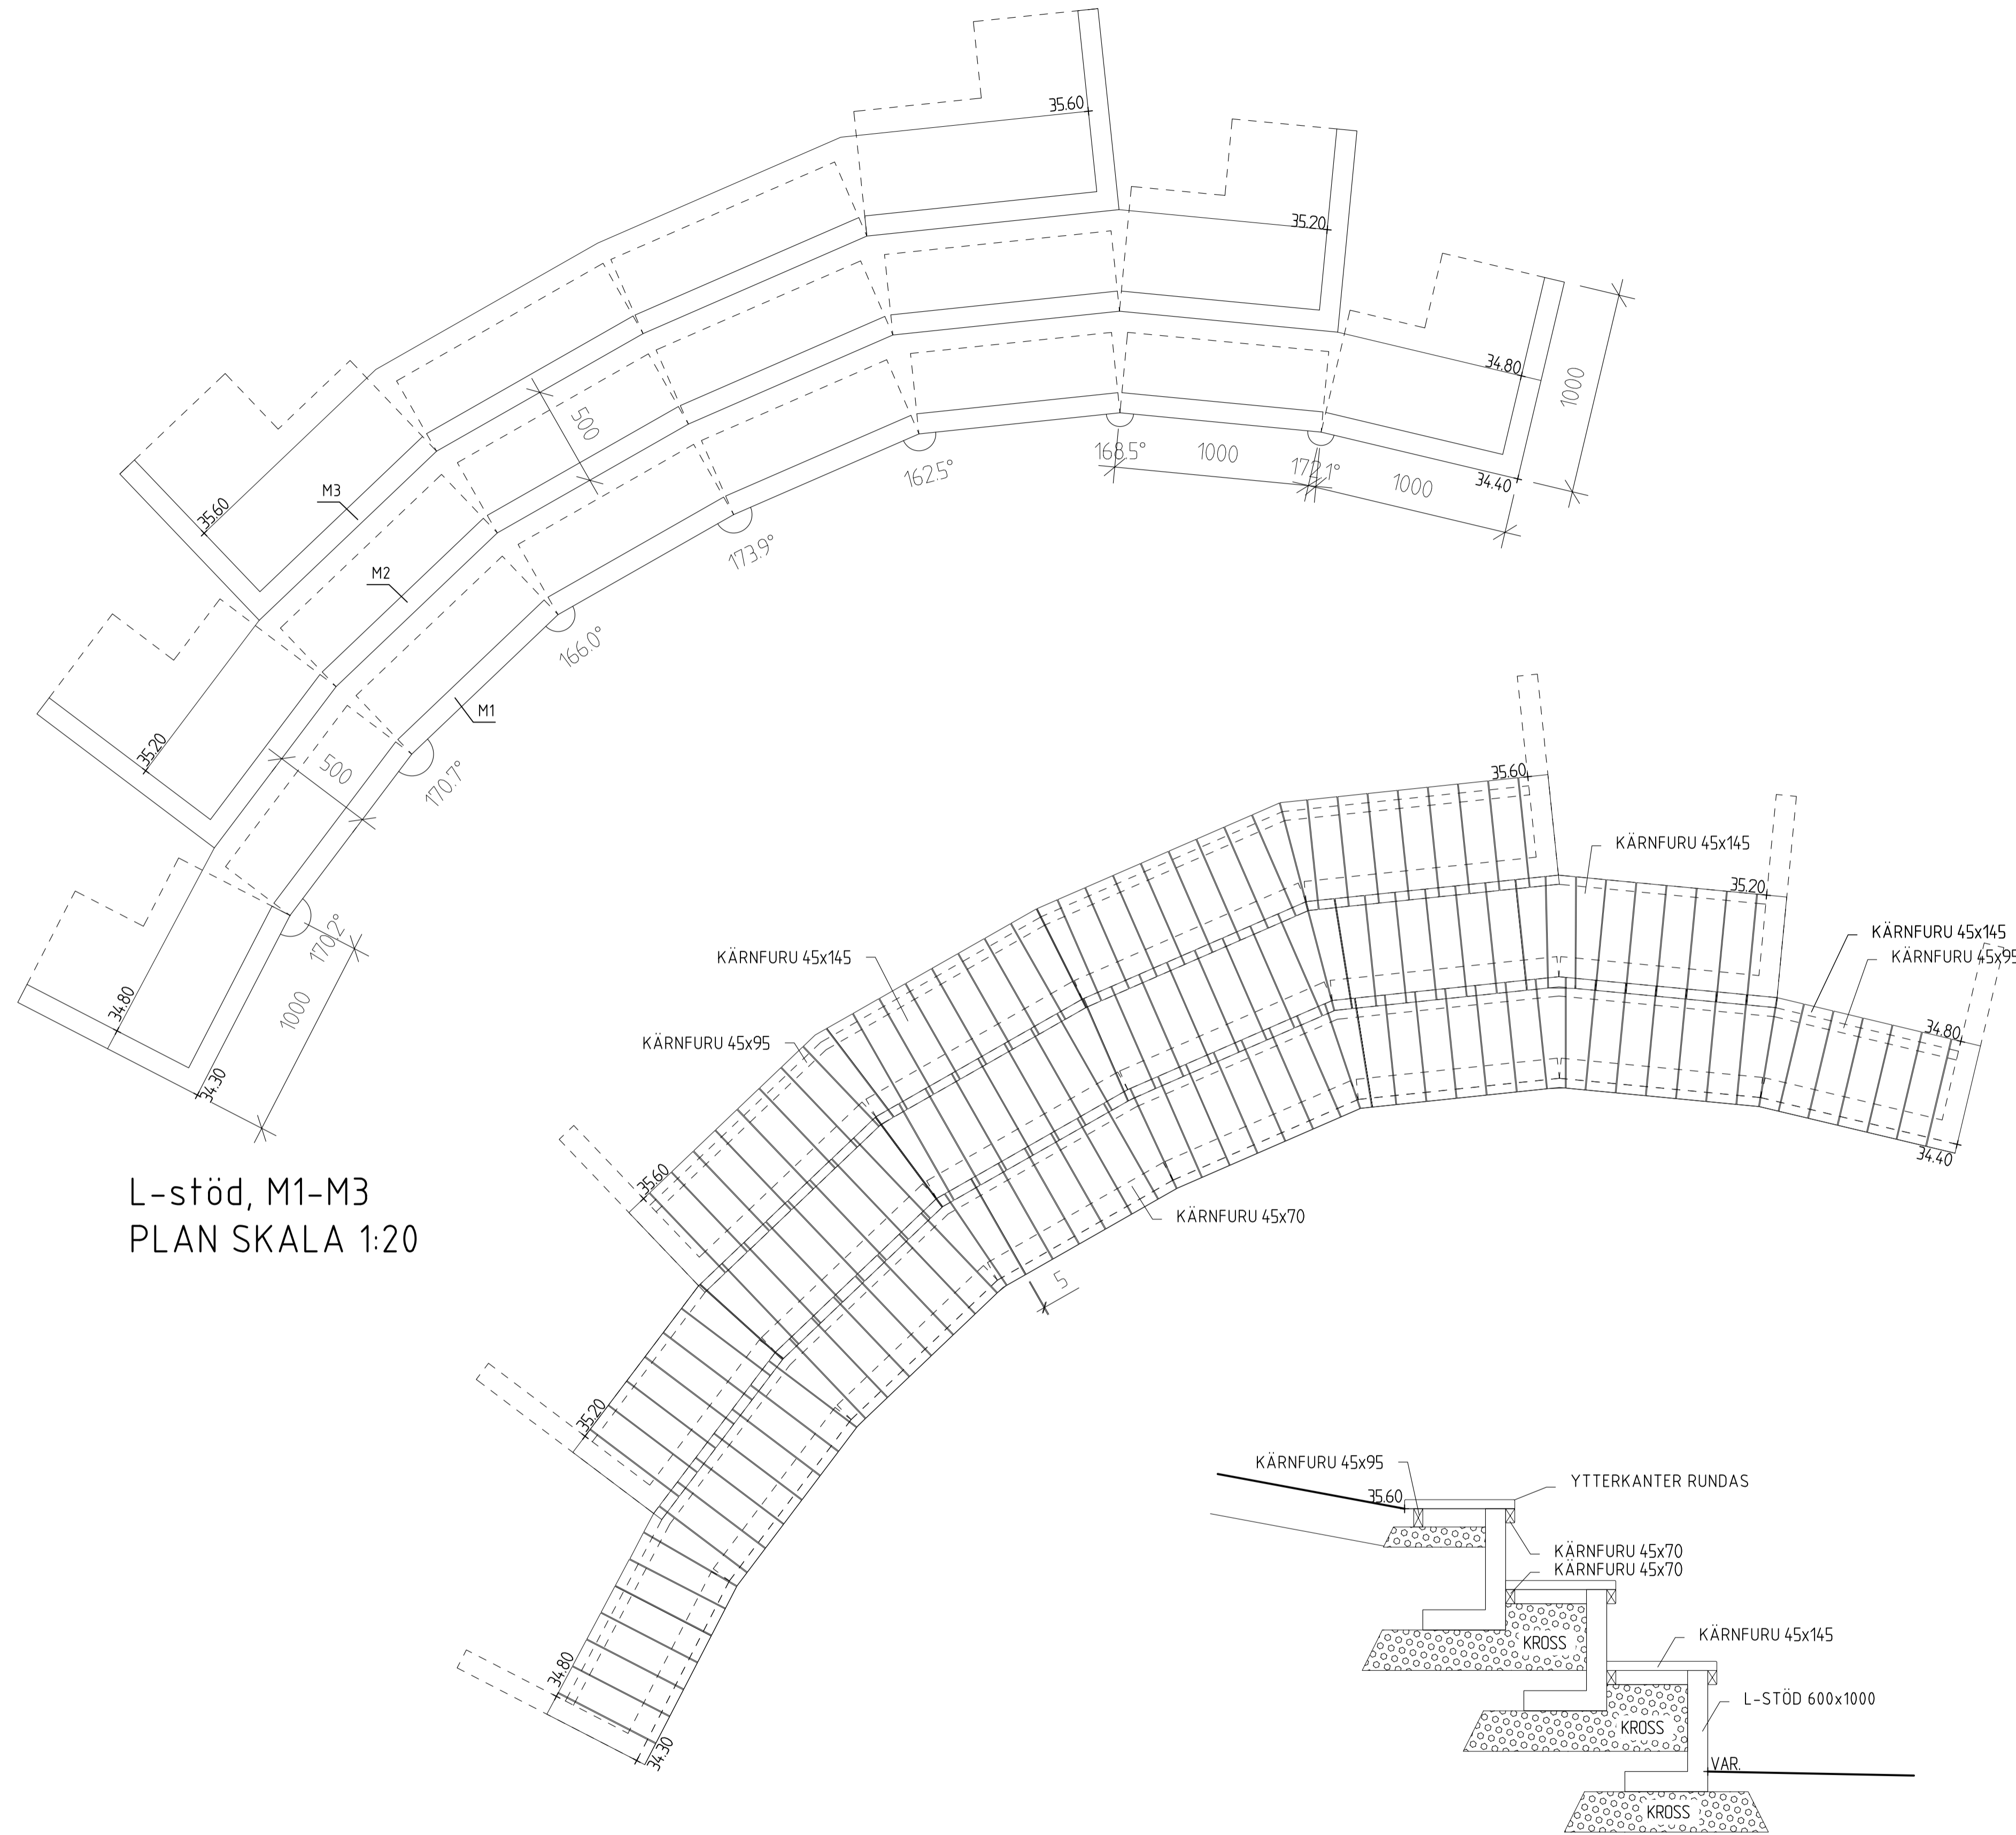 35.60
35.20
34.80
1000
500
168.5°
1000
172.1°
1000
34.40
162.5°
35.60
M3
173.9°
M2
166.0°
M1
35.20
500
170.7°
170.2°
34.80
1000
34.30
L-stöd, M1-M3
PLAN SKALA 1:20
35.60
KÄRNFURU 45x145
35.20
KÄRNFURU 45x145
KÄRNFURU 45x95
34.80
34.40
KÄRNFURU 45x145
KÄRNFURU 45x95
35.60
KÄRNFURU 45x70
5
35.20
34.80
34.30
KÄRNFURU 45x95
YTTERKANTER RUNDAS
35.60
KÄRNFURU 45x70
KÄRNFURU 45x70
KROSS
KÄRNFURU 45x145
L-STÖD 600x1000
KROSS
VAR.
KROSS